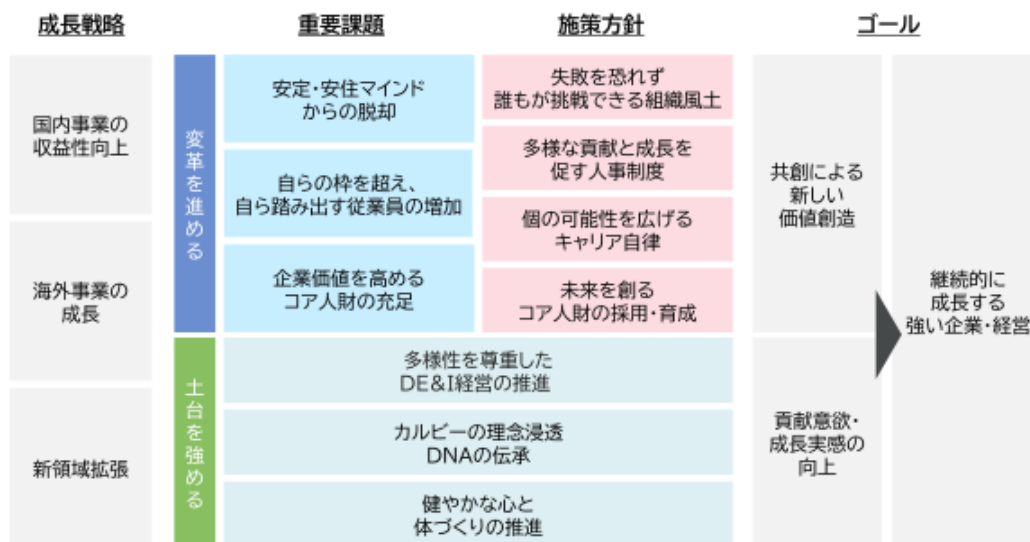 成長戦略
重要課題
施策方針
ゴール
国内事業の
収益性向上
海外事業の
成長
新領域拡張
変革を進める
安定・安住マインド
からの脱却
自らの枠を超え、
自ら踏み出す従業員の増加
企業価値を高める
コア人財の充足
失敗を恐れず
誰もが挑戦できる組織風土
多様な貢献と成長を
促す人事制度
個の可能性を広げる
キャリア自律
未来を創る
コア人財の採用・育成
土台を強める
多様性を尊重した
DE&I経営の推進
カルビーの理念浸透
DNAの伝承
健やかな心と
体づくりの推進
共創による
新しい
価値創造
貢献意欲・
成長実感の
向上
継続的に
成長する
強い企業・経営